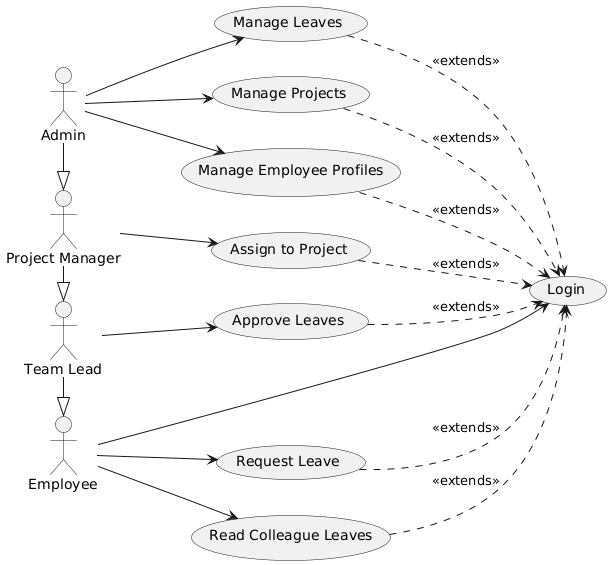 Manage Leaves
«extends»
Manage Projects
Admin
«extends»
Manage Employee Profiles
«extends»
Assign to Project
Project Manager
«extends»
Login
«extends»
Approve Leaves
Team Lead
«extends»
Request Leave
Employee
«extends»
Read Colleague Leaves